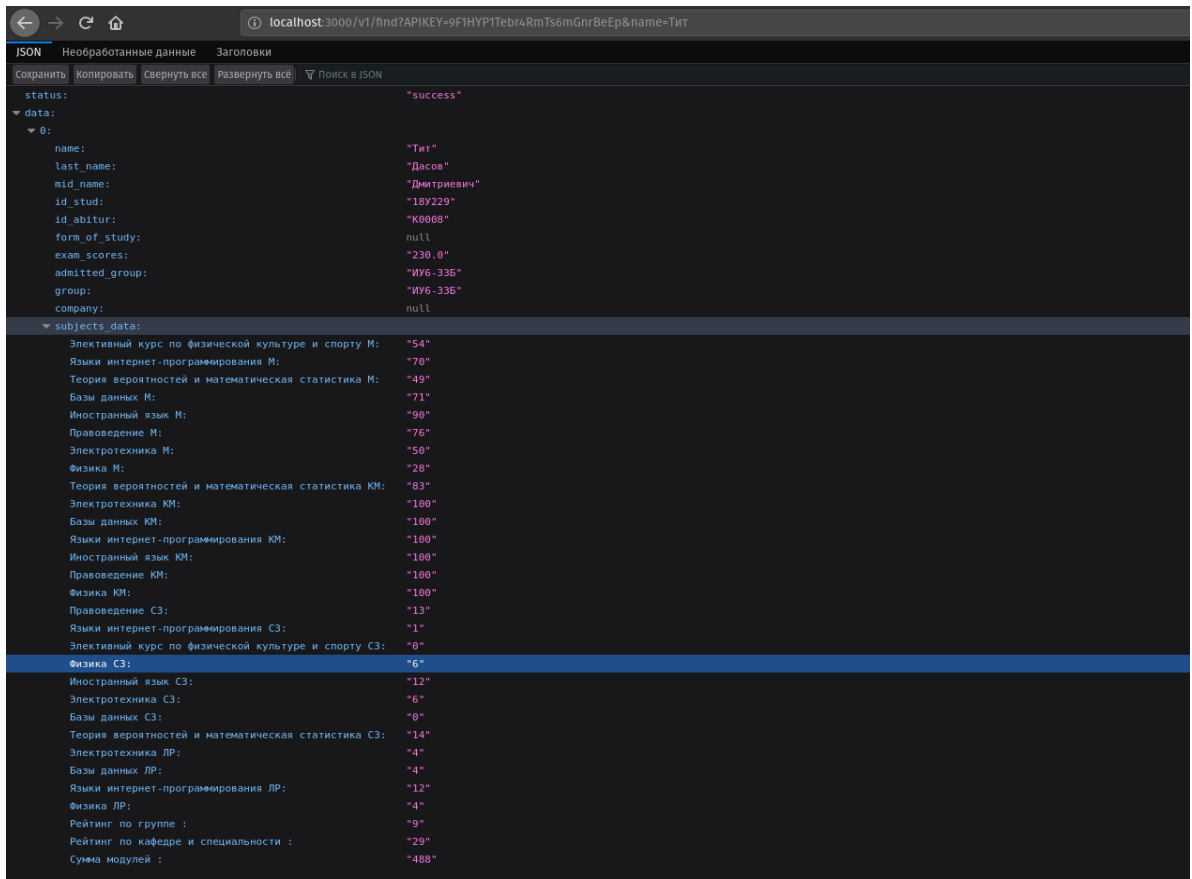 localhost:3000/v1/find?APIKEY=9F1HYP1Tebr4RmTs6mGnrBeEp&name=Тит
JSON Необработанные данные Заголовки
Сохранить Копировать Свернуть все Развернуть всё Поиск в JSON
status: "success"
data:
0:
name: "Тит"
last_name: "Дасов"
mid_name: "Дмитриевич"
id_stud: "18У229"
id_abitur: "К0008"
form_of_study: null
exam_scores: "230.0"
admitted_group: "ИУ6-33Б"
group: "ИУ6-33Б"
company: null
subjects_data:
Элективный курс по физической культуре и спорту М: "54"
Языки интернет-программирования М: "70"
Теория вероятностей и математическая статистика М: "49"
Базы данных М: "71"
Иностранный язык М: "90"
Правоведение М: "76"
Электротехника М: "50"
Физика М: "28"
Теория вероятностей и математическая статистика КМ: "83"
Электротехника КМ: "100"
Базы данных КМ: "100"
Языки интернет-программирования КМ: "100"
Иностранный язык КМ: "100"
Правоведение КМ: "100"
Физика КМ: "100"
Правоведение СЗ: "13"
Языки интернет-программирования СЗ: "1"
Элективный курс по физической культуре и спорту СЗ: "0"
Физика СЗ: "6"
Иностранный язык СЗ: "12"
Электротехника СЗ: "6"
Базы данных СЗ: "0"
Теория вероятностей и математическая статистика СЗ: "14"
Электротехника ЛР: "4"
Базы данных ЛР: "4"
Языки интернет-программирования ЛР: "12"
Физика ЛР: "4"
Рейтинг по группе : "9"
Рейтинг по кафедре и специальности : "29"
Сумма модулей : "488"